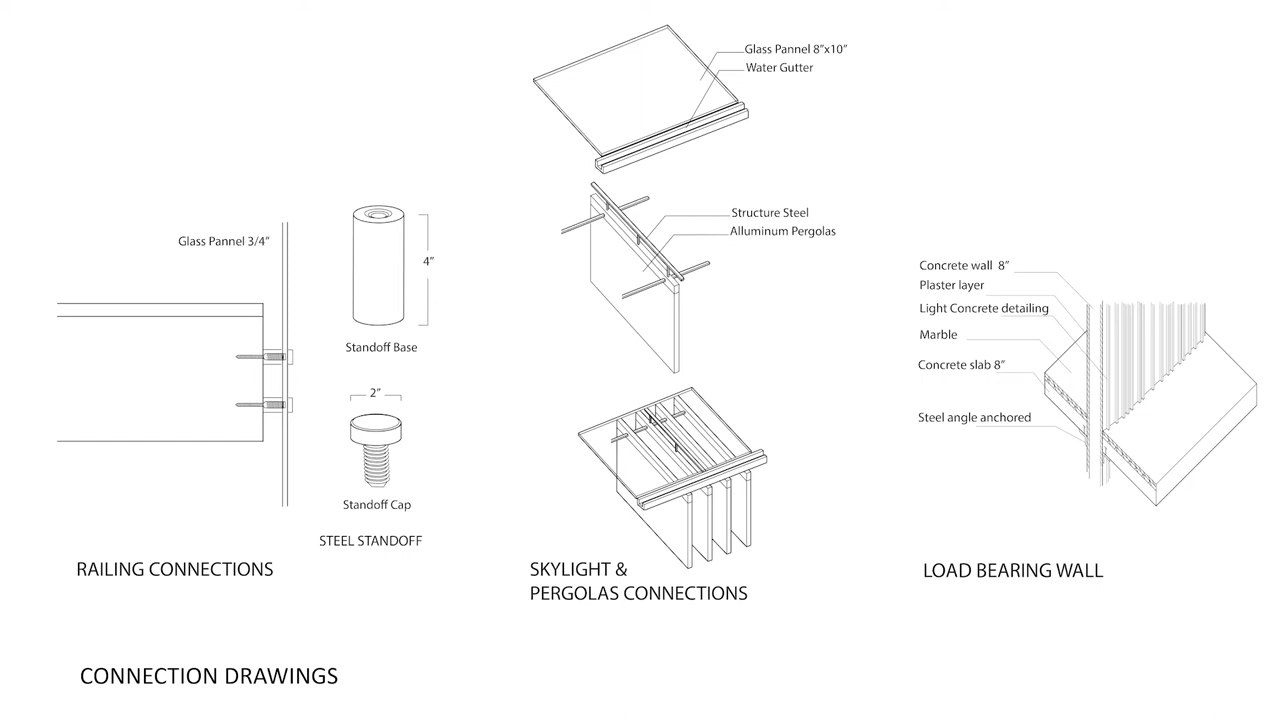 Glass Pannel 3/4”
4”
Standoff Base
2”
Standoff Cap
STEEL STANDOFF
RAILING CONNECTIONS
Glass Pannel 8”x10”
Water Gutter
Structure Steel
Alluminum Pergolas
SKYLIGHT &
PERGOLAS CONNECTIONS
Concrete wall 8”
Plaster layer
Light Concrete detailing
Marble
Concrete slab 8”
Steel angle anchored
LOAD BEARING WALL
CONNECTION DRAWINGS